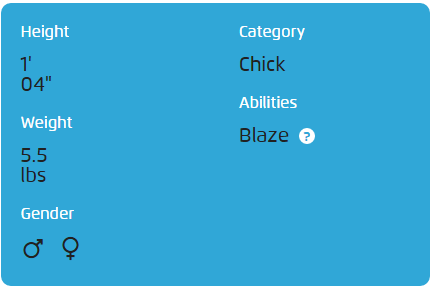 Height
1'
04"
Weight
5.5
lbs
Gender
♂ ♀
Category
Chick
Abilities
Blaze ?